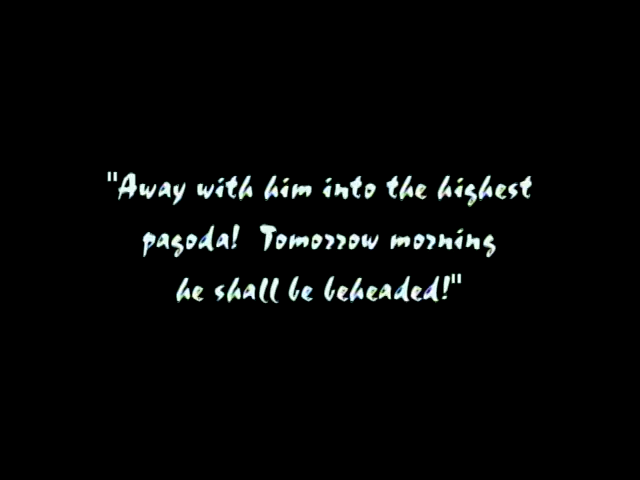 "Away with him into the highest
pagoda! Tomorrow morning
he shall be beheaded!"